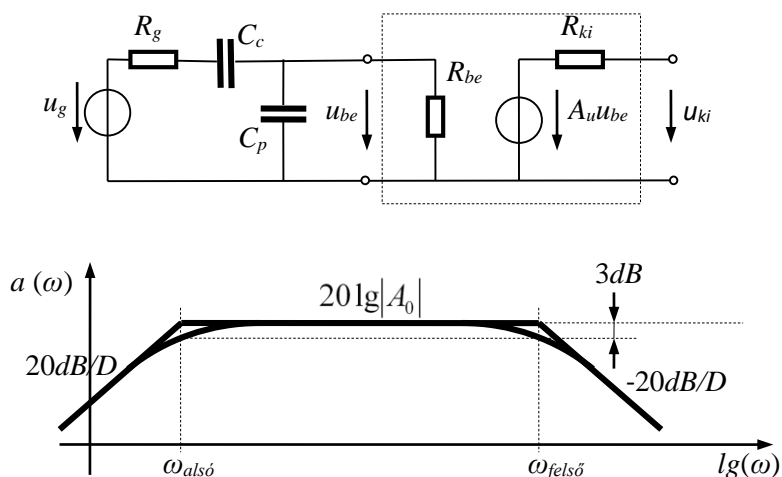 R_g
C_c
R_ki
R_be
u_g
C_p
u_be
A_u u_be
u_ki
a (ω)
20lg|A_0|
3dB
20dB/D
-20dB/D
ω_alsó
ω_felső
lg(ω)